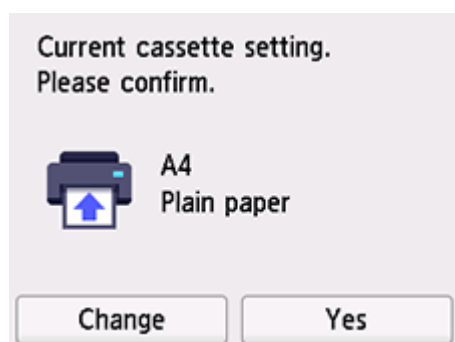 Current cassette setting.
Please confirm.
A4
Plain paper
Change
Yes